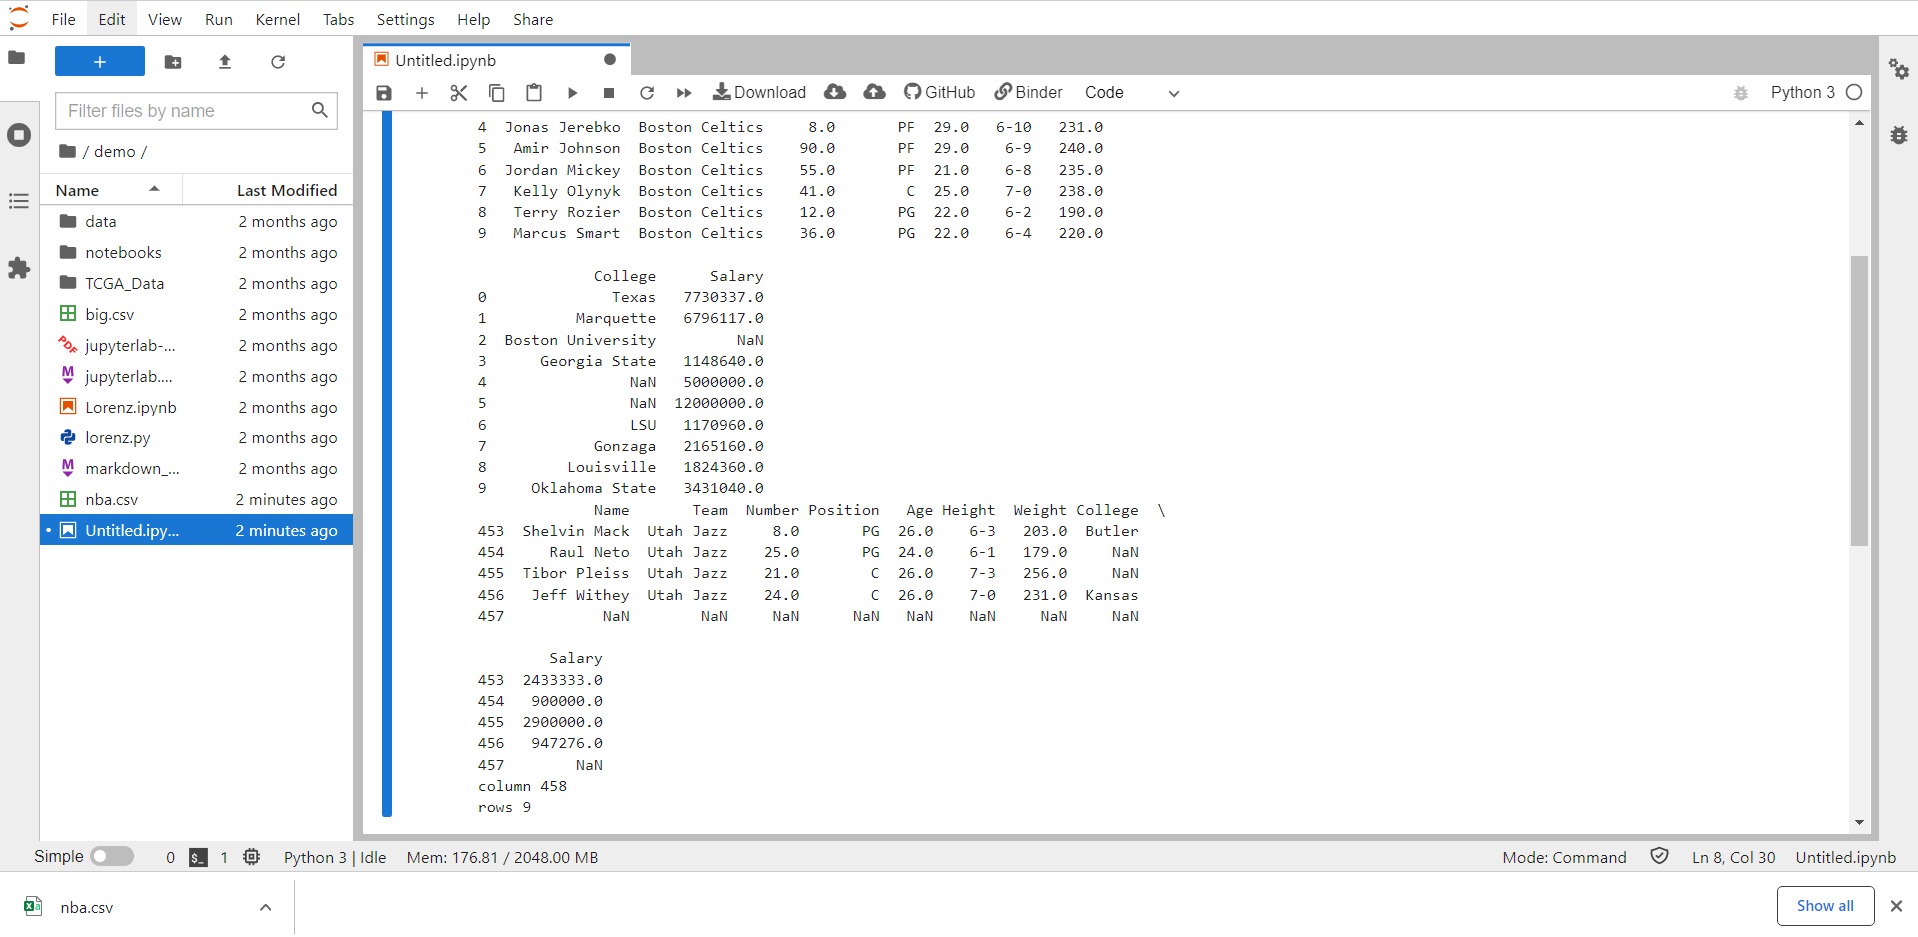 File Edit View Run Kernel Tabs Settings Help Share
+
Filter files by name
/ demo /
Name Last Modified
data 2 months ago
notebooks 2 months ago
TCGA_Data 2 months ago
big.csv 2 months ago
jupyterlab-... 2 months ago
jupyterlab.... 2 months ago
Lorenz.ipynb 2 months ago
lorenz.py 2 months ago
markdown_... 2 months ago
nba.csv 2 minutes ago
Untitled.ipy... 2 minutes ago
Untitled.ipynb
Download GitHub Binder Code Python 3
4 Jonas Jerebko Boston Celtics 8.0 PF 29.0 6-10 231.0
5 Amir Johnson Boston Celtics 90.0 PF 29.0 6-9 240.0
6 Jordan Mickey Boston Celtics 55.0 PF 21.0 6-8 235.0
7 Kelly Olynyk Boston Celtics 41.0 C 25.0 7-0 238.0
8 Terry Rozier Boston Celtics 12.0 PG 22.0 6-2 190.0
9 Marcus Smart Boston Celtics 36.0 PG 22.0 6-4 220.0
College Salary
0 Texas 7730337.0
1 Marquette 6796117.0
2 Boston University NaN
3 Georgia State 1148640.0
4 NaN 5000000.0
5 NaN 12000000.0
6 LSU 1170960.0
7 Gonzaga 2165160.0
8 Louisville 1824360.0
9 Oklahoma State 3431040.0
Name Team Number Position Age Height Weight College \
453 Shelvin Mack Utah Jazz 8.0 PG 26.0 6-3 203.0 Butler
454 Raul Neto Utah Jazz 25.0 PG 24.0 6-1 179.0 NaN
455 Tibor Pleiss Utah Jazz 21.0 C 26.0 7-3 256.0 NaN
456 Jeff Withey Utah Jazz 24.0 C 26.0 7-0 231.0 Kansas
457 NaN NaN NaN NaN NaN NaN NaN NaN
Salary
453 2433333.0
454 900000.0
455 2900000.0
456 947276.0
457 NaN
column 458
rows 9
Simple 0 $_ 1 Python 3 | Idle Mem: 176.81 / 2048.00 MB Mode: Command Ln 8, Col 30 Untitled.ipynb
nba.csv Show all